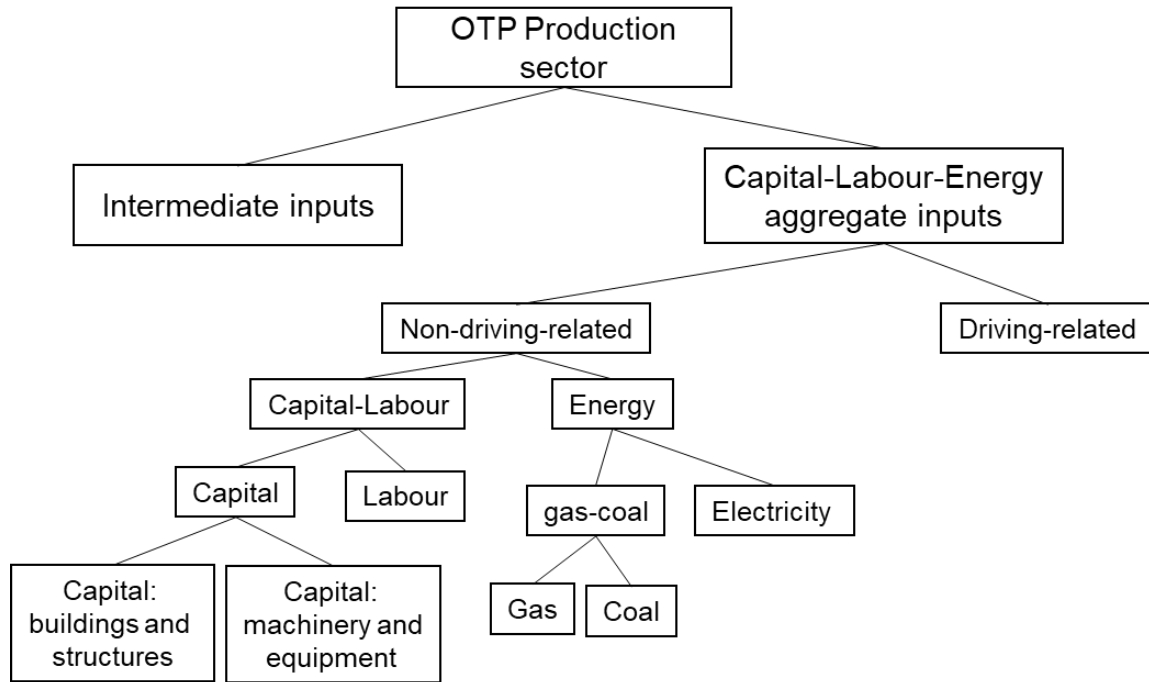 OTP Production
sector
Intermediate inputs
Capital-Labour-Energy
aggregate inputs
Non-driving-related
Driving-related
Capital-Labour
Energy
Capital
Labour
gas-coal
Electricity
Capital:
buildings and
structures
Capital:
machinery and
equipment
Gas
Coal